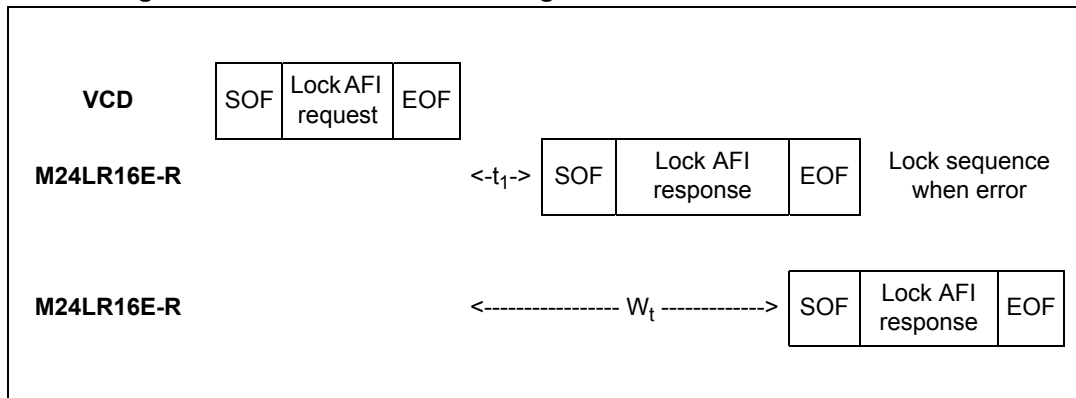 VCD SOF Lock AFI request EOF
M24LR16E-R <-t1-> SOF Lock AFI response EOF Lock sequence when error
M24LR16E-R <----------------- Wt -------------> SOF Lock AFI response EOF